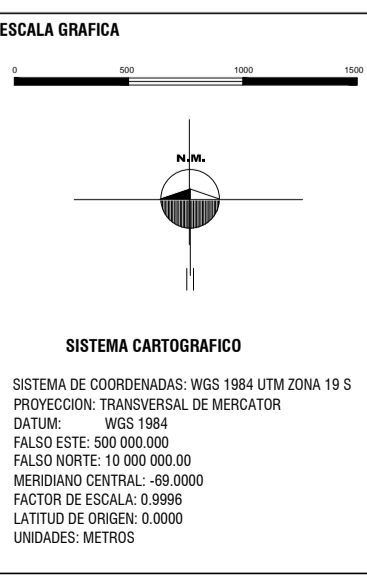 ESCALA GRAFICA
0 500 1000 1500
N.M.
SISTEMA CARTOGRAFICO
SISTEMA DE COORDENADAS: WGS 1984 UTM ZONA 19 S
PROYECCION: TRANSVERSAL DE MERCATOR
DATUM: WGS 1984
FALSO ESTE: 500 000.000
FALSO NORTE: 10 000 000.00
MERIDIANO CENTRAL: -69.0000
FACTOR DE ESCALA: 0.9996
LATITUD DE ORIGEN: 0.0000
UNIDADES: METROS